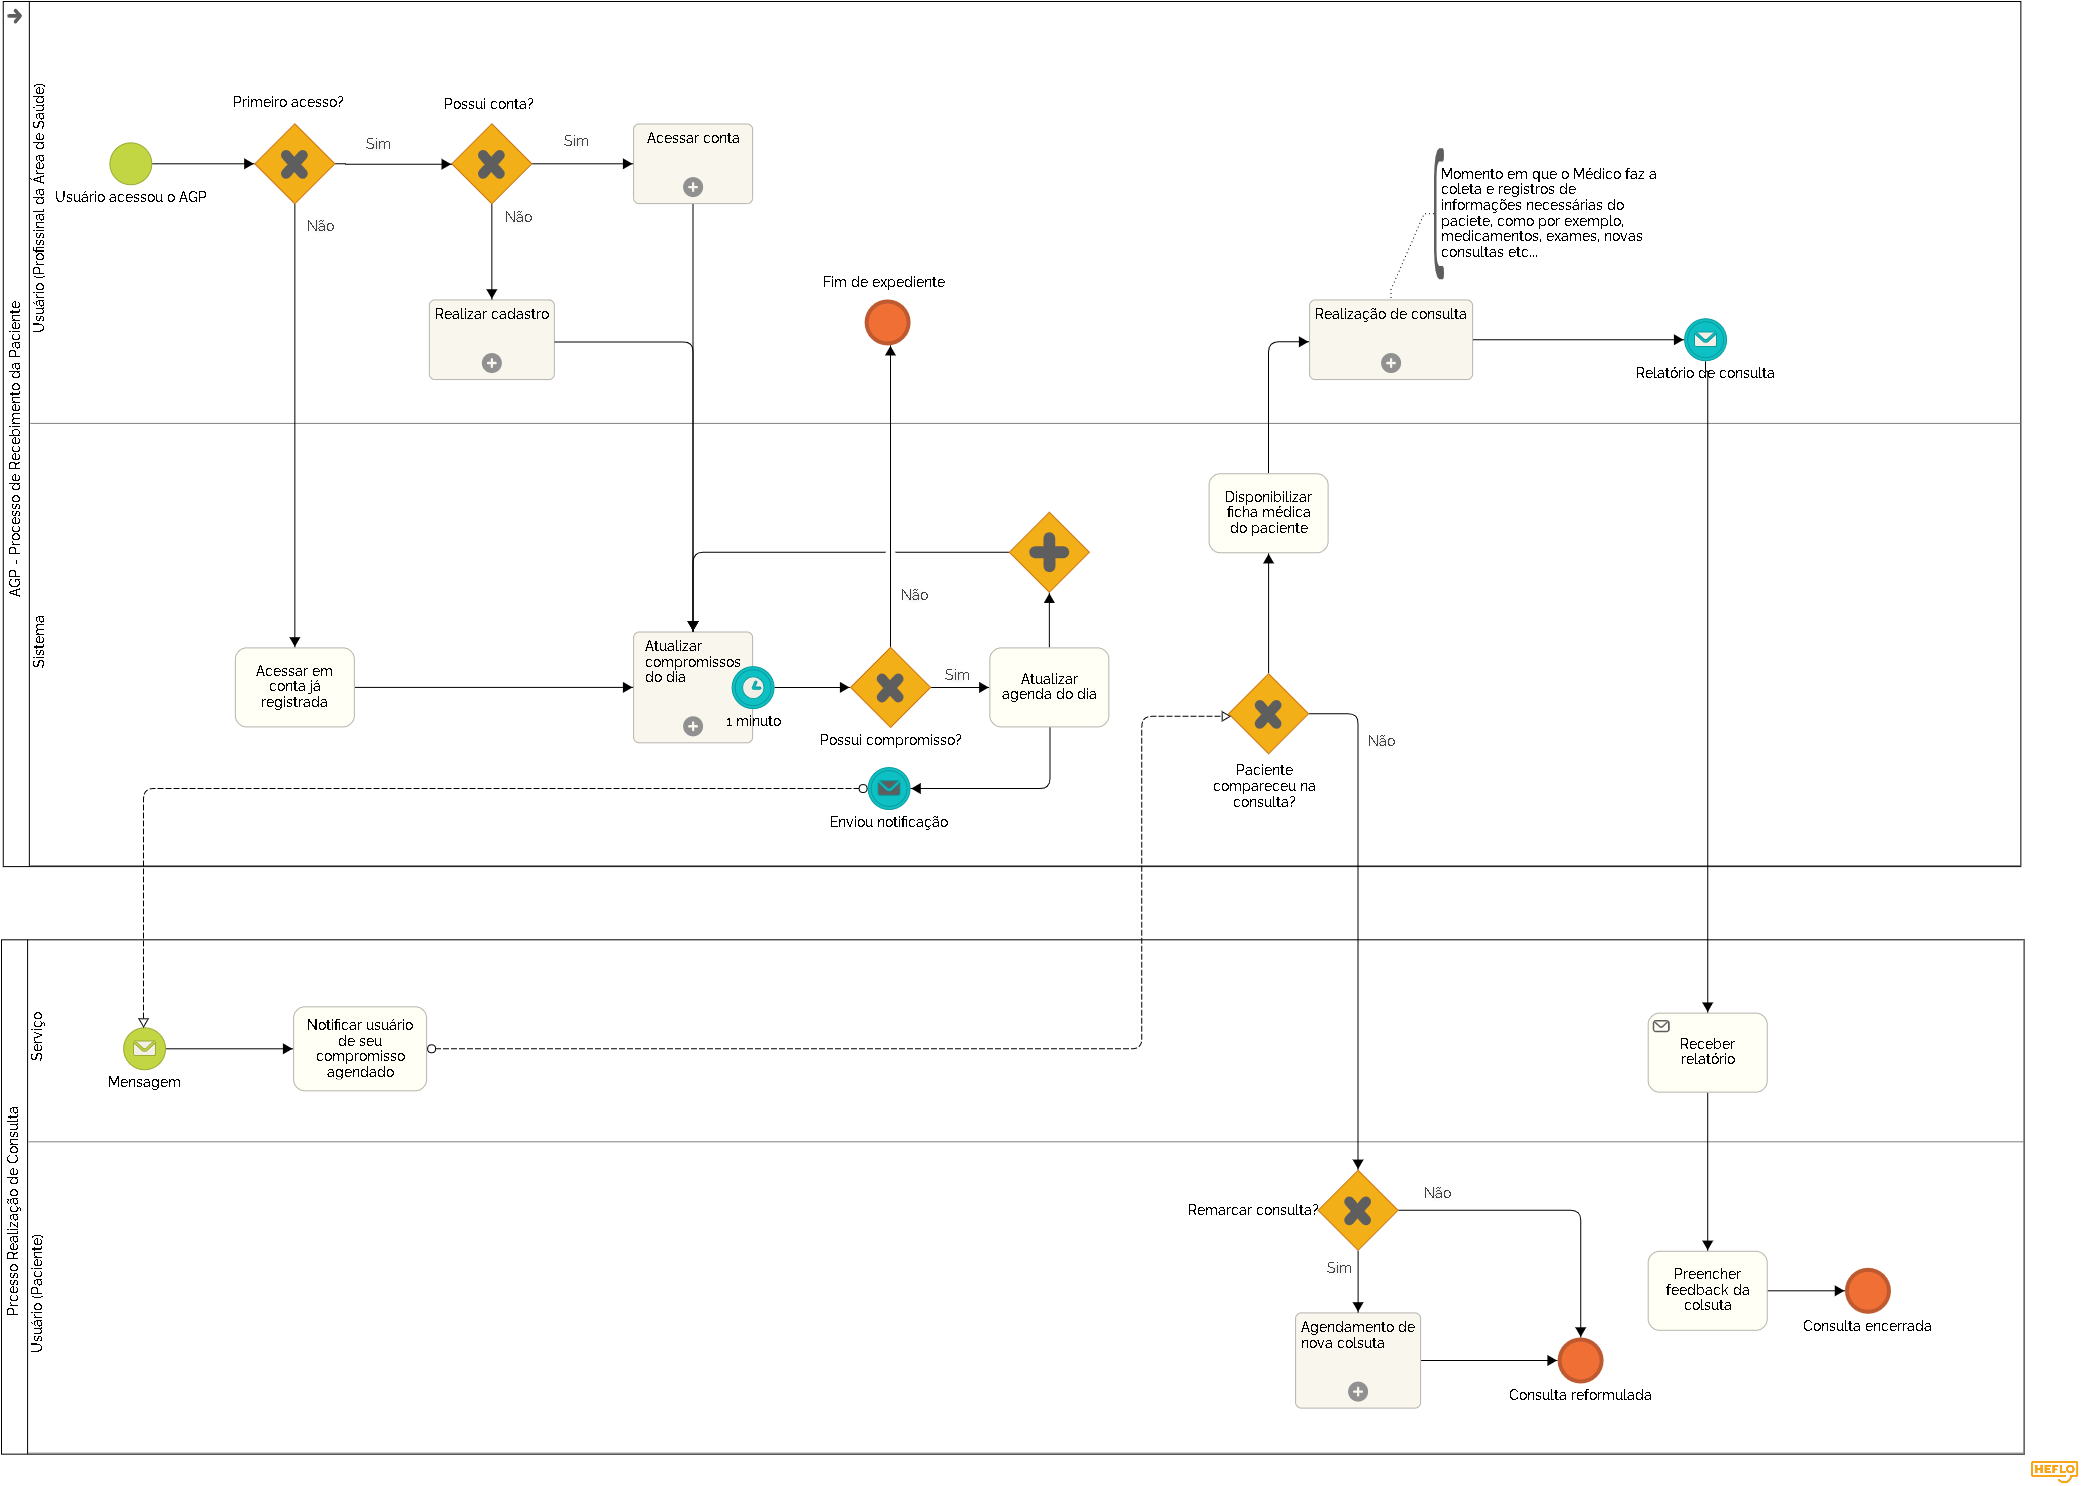 AGP - Processo de Recebimento da Paciente
Usuário (Profissinal da Área de Saúde)
Primeiro acesso?
Possui conta?
Sim
Sim
Acessar conta
Usuário acessou o AGP
Não
Não
Realizar cadastro
Fim de expediente
Momento em que o Médico faz a
coleta e registros de
informações necessárias do
paciete, como por exemplo,
medicamentos, exames, novas
consultas etc...
Realização de consulta
Relatório de consulta
Sistema
Disponibilizar
ficha médica
do paciente
Não
Acessar em
conta já
registrada
Atualizar
compromissos
do dia
1 minuto
Sim
Possui compromisso?
Atualizar
agenda do dia
Enviou notificação
Não
Paciente
compareceu na
consulta?
Prcesso Realização de Consulta
Serviço
Mensagem
Notificar usuário
de seu
compromisso
agendado
Receber
relatório
Usuário (Paciente)
Remarcar consulta?
Não
Sim
Agendamento de
nova colsuta
Consulta reformulada
Preencher
feedback da
colsuta
Consulta encerrada
HEFLO